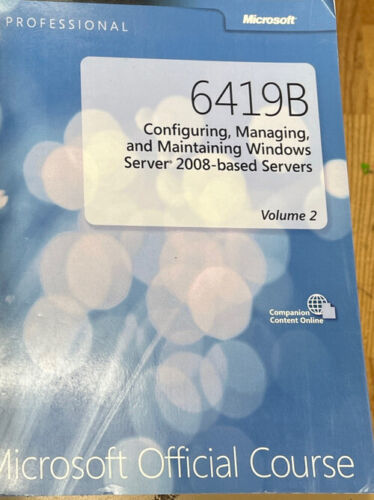 PROFESSIONAL
Microsoft®
6419B
Configuring, Managing,
and Maintaining Windows
Server® 2008-based Servers
Volume 2
Companion
Content Online
Microsoft Official Course